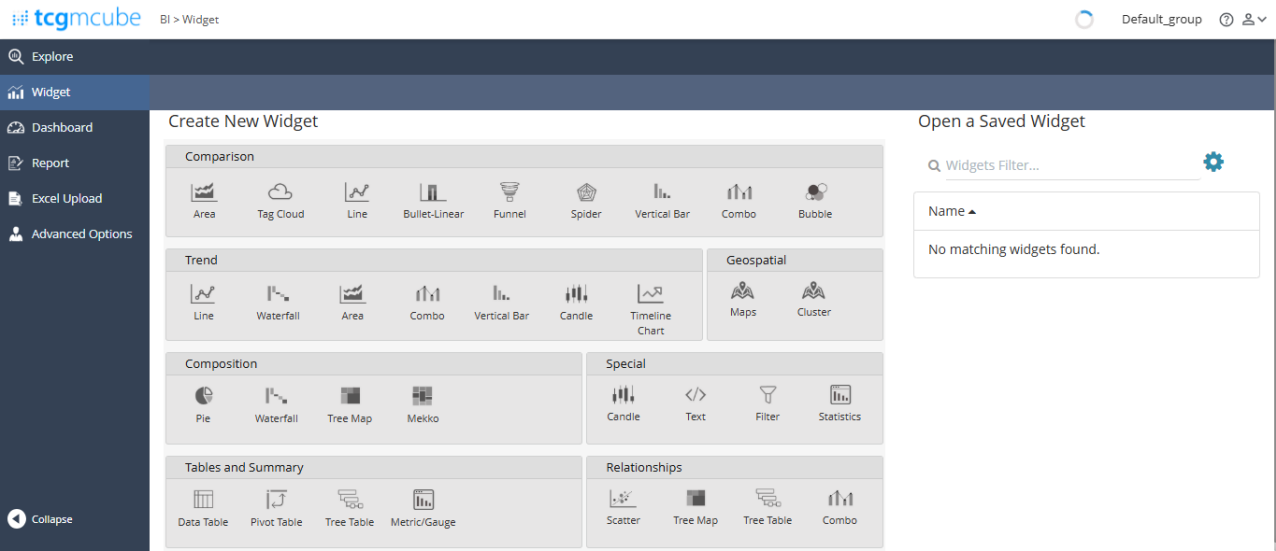 tcgmcube
BI > Widget
Default_group
Explore
Widget
Dashboard
Report
Excel Upload
Advanced Options
Collapse
Create New Widget
Comparison
Area Tag Cloud Line Bullet-Linear Funnel Spider Vertical Bar Combo Bubble
Trend
Line Waterfall Area Combo Vertical Bar Candle Timeline
Chart
Geospatial
Maps Cluster
Composition
Pie Waterfall Tree Map Mekko
Special
Candle Text Filter Statistics
Tables and Summary
Data Table Pivot Table Tree Table Metric/Gauge
Relationships
Scatter Tree Map Tree Table Combo
Open a Saved Widget
Widgets Filter...
Name
No matching widgets found.